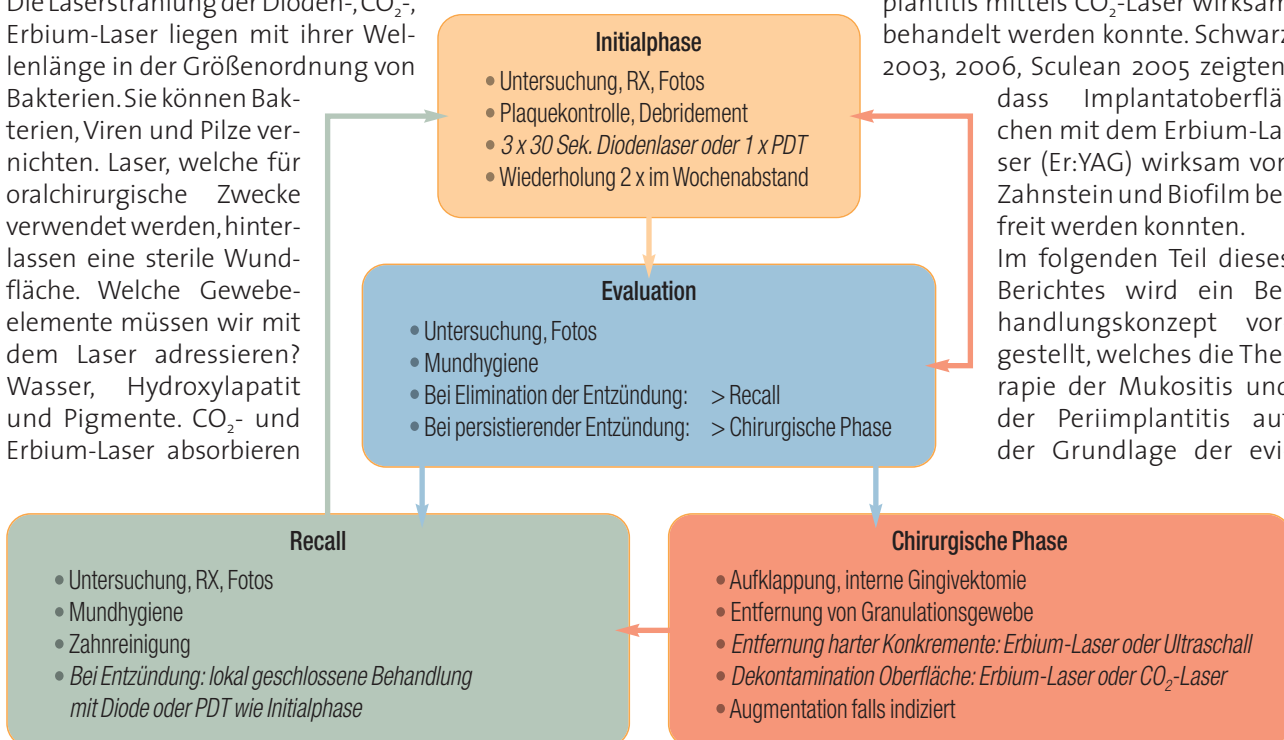 Die Laserstrahlung der Dioden-, CO₂-,
Erbium-Laser liegen mit ihrer Wel-
lenlänge in der Größenordnung von
Bakterien. Sie können Bak-
terien, Viren und Pilze ver-
nichten. Laser, welche für
oralchirurgische Zwecke
verwendet werden, hinter-
lassen eine sterile Wund-
fläche. Welche Gewebe-
elemente müssen wir mit
dem Laser adressieren?
Wasser, Hydroxylapatit
und Pigmente. CO₂- und
Erbium-Laser absorbieren
Initialphase
• Untersuchung, RX, Fotos
• Plaquekontrolle, Debridement
• 3 x 30 Sek. Diodenlaser oder 1 x PDT
• Wiederholung 2 x im Wochenabstand
Evaluation
• Untersuchung, Fotos
• Mundhygiene
• Bei Elimination der Entzündung: > Recall
• Bei persistierender Entzündung: > Chirurgische Phase
plantitis mittels CO₂-Laser wirksam
behandelt werden konnte. Schwarz
2003, 2006, Sculean 2005 zeigten
dass Implantatoberflä
chen mit dem Erbium-La
ser (Er:YAG) wirksam von
Zahnstein und Biofilm be
freit werden konnten.
Im folgenden Teil dieses
Berichtes wird ein Be
handlungskonzept vor
gestellt, welches die The
rapie der Mukositis und
der Periimplantitis auf
der Grundlage der evi
Recall
• Untersuchung, RX, Fotos
• Mundhygiene
• Zahnreinigung
• Bei Entzündung: lokal geschlossene Behandlung
mit Diode oder PDT wie Initialphase
Chirurgische Phase
• Aufklappung, interne Gingivektomie
• Entfernung von Granulationsgewebe
• Entfernung harter Konkremente: Erbium-Laser oder Ultraschall
• Dekontamination Oberfläche: Erbium-Laser oder CO₂-Laser
• Augmentation falls indiziert